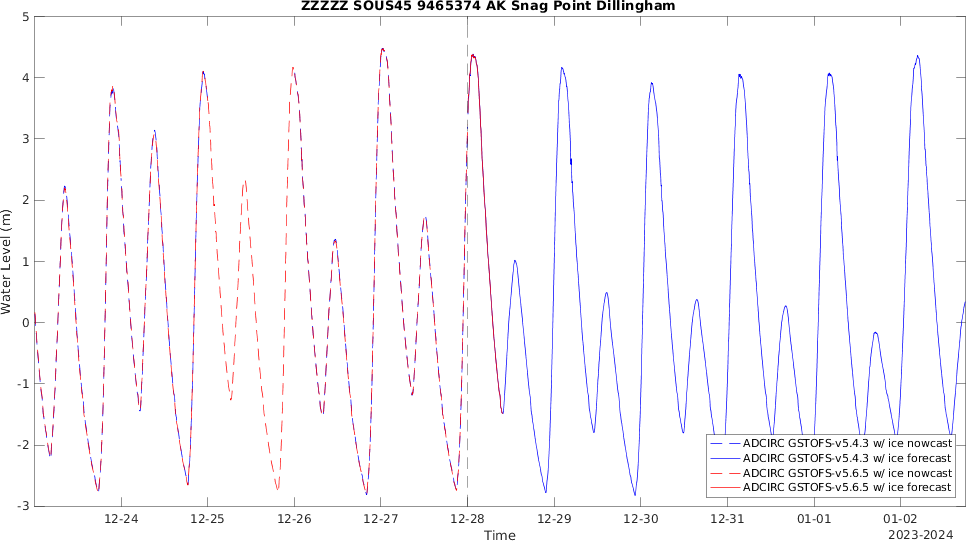 ZZZZZ SOUS45 9465374 AK Snag Point Dillingham
5
4
3
2
1
0
-1
-2
-3
Water Level (m)
12-24
12-25
12-26
12-27
12-28
12-29
12-30
12-31
01-01
01-02
Time
2023-2024
ADCIRC GSTOFS-v5.4.3 w/ ice nowcast
ADCIRC GSTOFS-v5.4.3 w/ ice forecast
ADCIRC GSTOFS-v5.6.5 w/ ice nowcast
ADCIRC GSTOFS-v5.6.5 w/ ice forecast